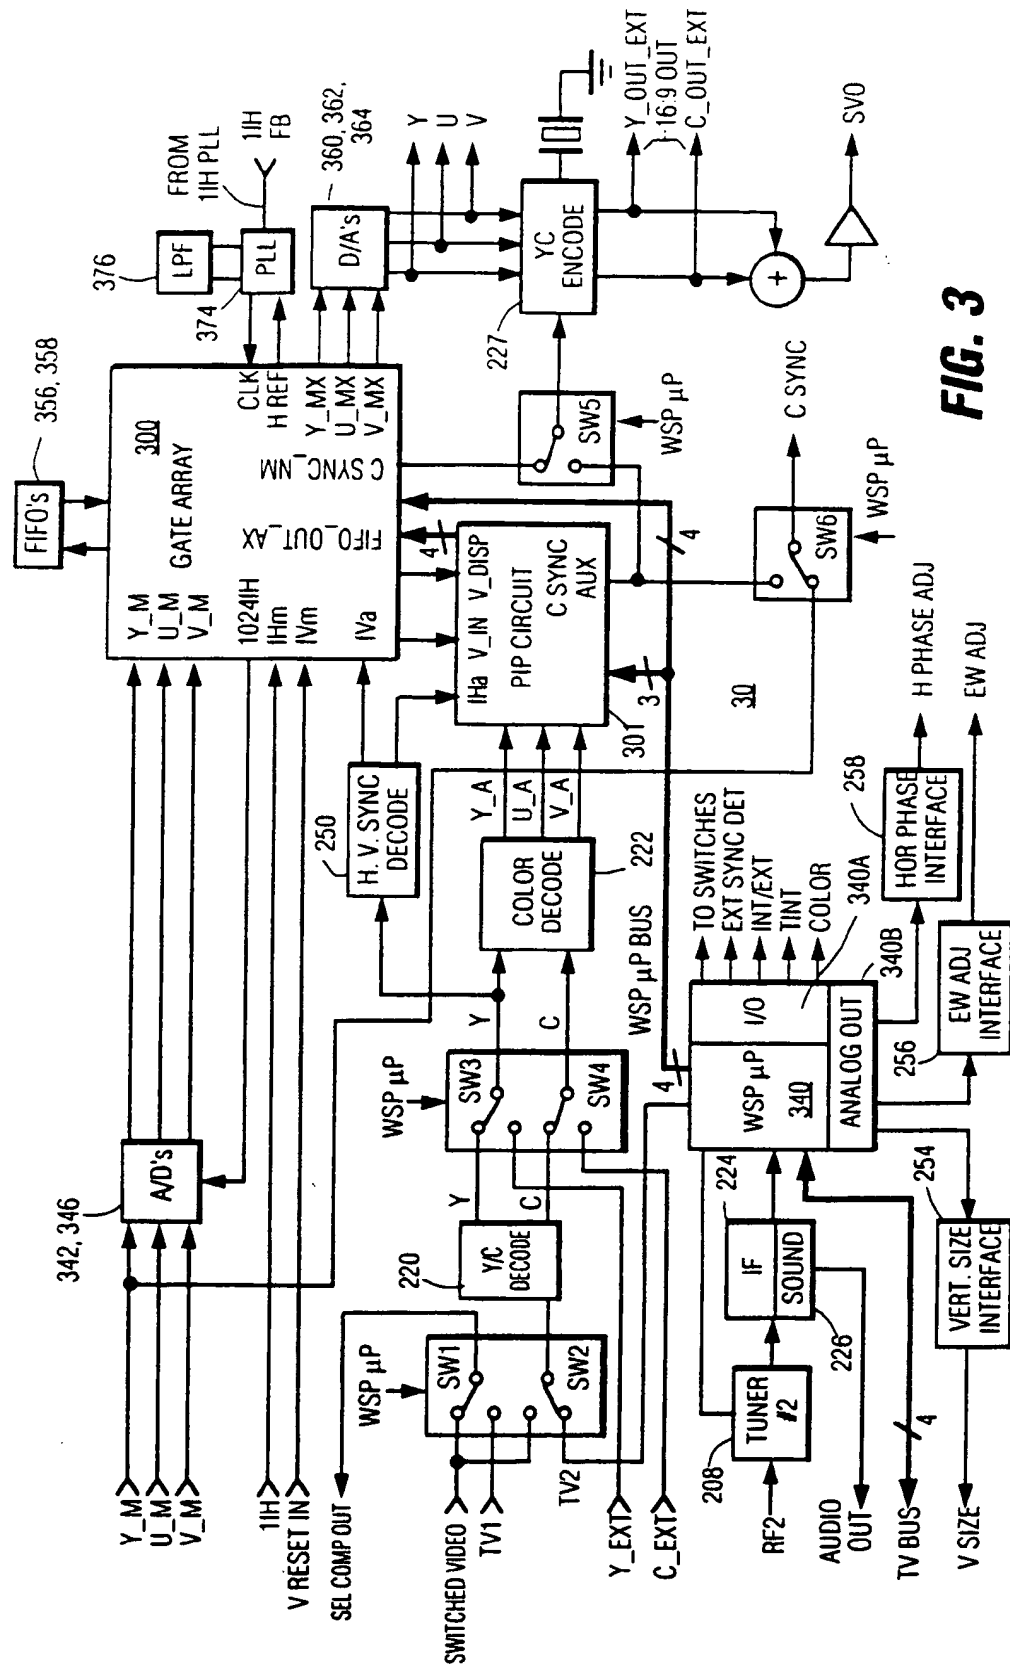 Y_M
U_M
V_M
1IH
V RESET IN
SEL COMP OUT
SWITCHED VIDEO
TV1
TV2
Y_EXT
C_EXT
RF2
AUDIO
OUT
TV BUS
V SIZE
4
342, 346
A/D's
WSP µP
SW1
SW2
220
Y/C
DECODE
Y
C
WSP µP
SW3
SW4
Y
C
208
TUNER
#2
224
IF
SOUND
226
254
VERT. SIZE
INTERFACE
250
H. V. SYNC
DECODE
COLOR
DECODE
222
Y_A
U_A
V_A
WSP µP BUS
4
WSP µP
340
I/O
ANALOG OUT
340A
340B
TO SWITCHES
EXT SYNC DET
INT/EXT
TINT
COLOR
256
EW ADJ
INTERFACE
EW ADJ
258
HOR PHASE
INTERFACE
H PHASE ADJ
FIFO's
356, 358
300
GATE ARRAY
Y_M
U_M
V_M
1024IH
IHm
IVm
IVa
FIFO_OUT_AX
C SYNC_NM
CLK
H REF
Y_MX
U_MX
V_MX
4
IHa
V_IN
V_DISP
PIP CIRCUIT
C SYNC
AUX
301
3
4
30
376
LPF
374
PLL
FROM
1IH PLL
1IH
FB
D/A's
360, 362,
364
Y
U
V
227
YC
ENCODE
SW5
WSP µP
SW6
WSP µP
C SYNC
Y_OUT_EXT
16:9 OUT
C_OUT_EXT
+
SVO
FIG. 3